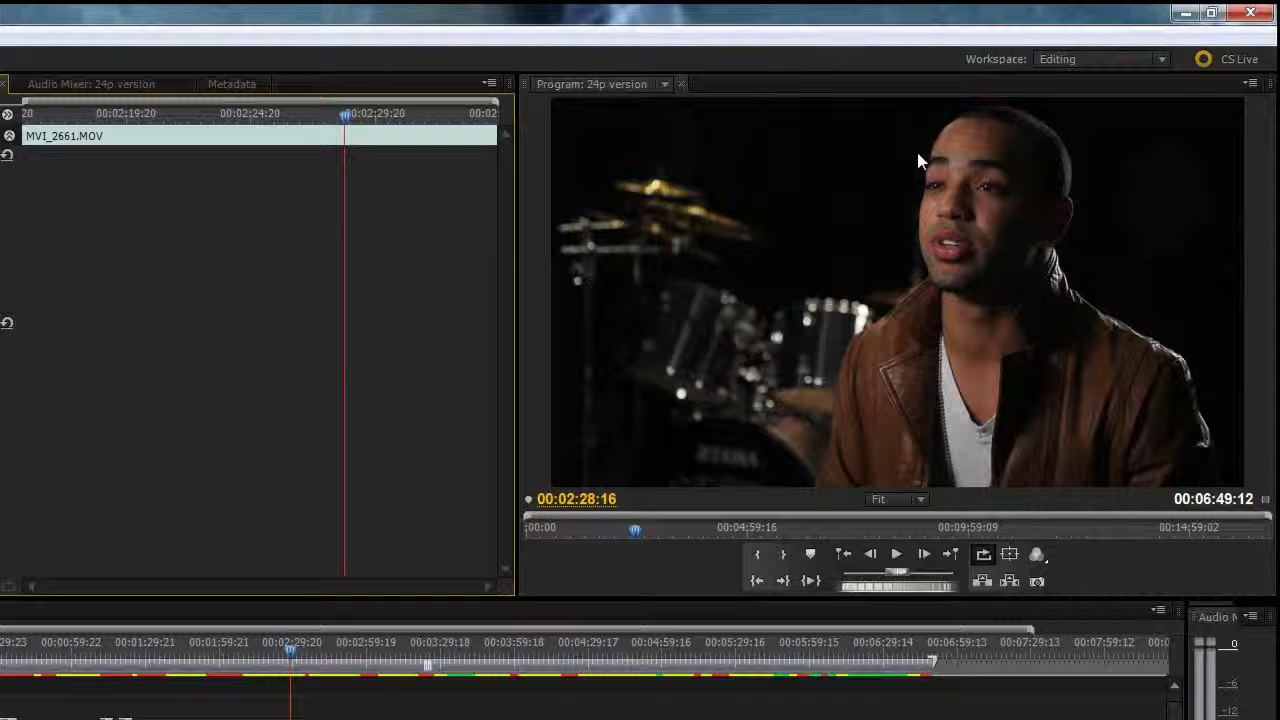 Workspace: Editing CS Live
Audio Mixer: 24p version Metadata
Program: 24p version
20 00:02:19:20 00:02:24:20 00:02:29:20 00:02
MVI_2661.MOV
TAMA
00:02:28:16 Fit 00:06:49:12
:00:00 00:04:59:16 00:09:59:09 00:14:59:02
Audio M
29:23 00:00:59:22 00:01:29:21 00:01:59:21 00:02:29:20 00:02:59:19 00:03:29:18 00:03:59:18 00:04:29:17 00:04:59:16 00:05:29:16 00:05:59:15 00:06:29:14 00:06:59:13 00:07:29:13 00:07:59:12 00:0
0
-6
-12